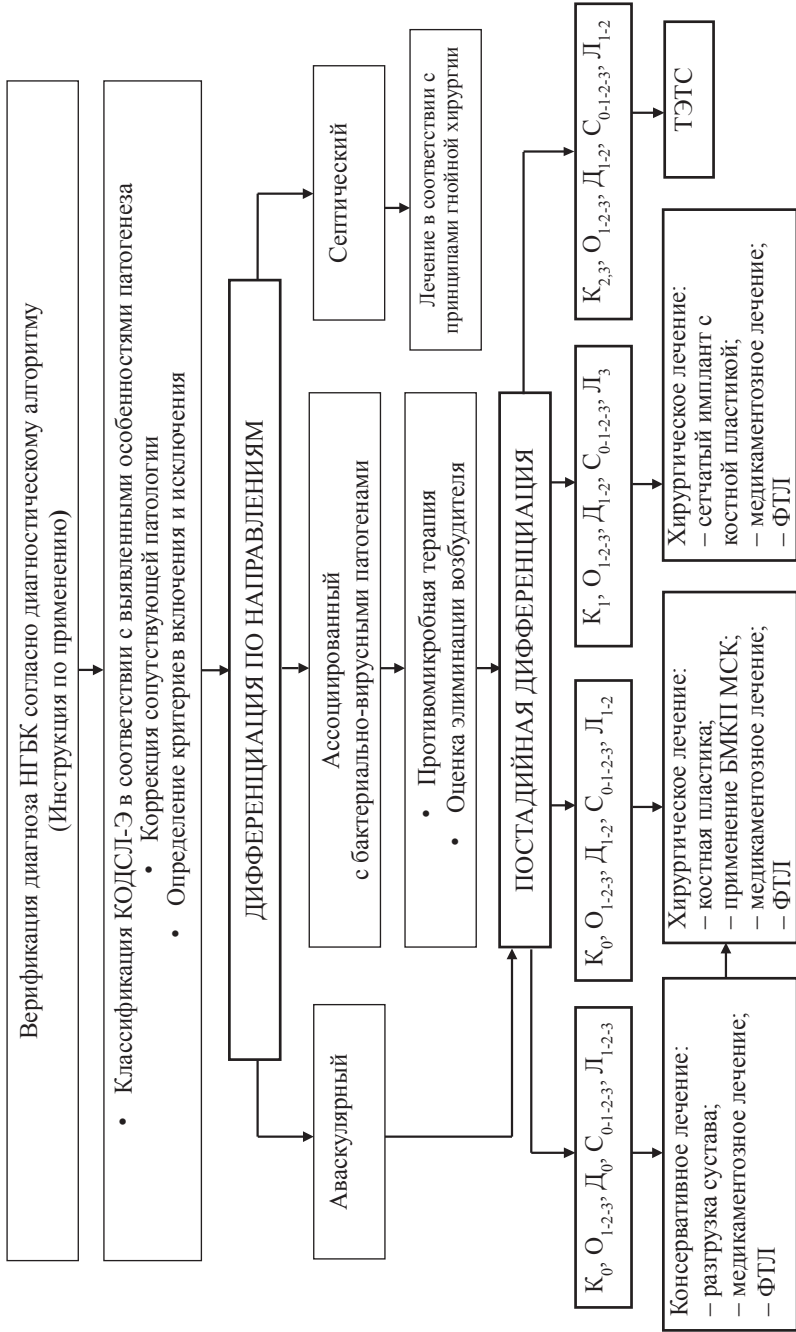 Верификация диагноза НГБК согласно диагностическому алгоритму
(Инструкция по применению)
• Классификация КОДСЛ-Э в соответствии с выявленными особенностями патогенеза
• Коррекция сопутствующей патологии
• Определение критериев включения и исключения
ДИФФЕРЕНЦИАЦИЯ ПО НАПРАВЛЕНИЯМ
Аваскулярный
Ассоциированный
с бактериально-вирусными патогенами
Септический
• Противомикробная терапия
• Оценка элиминации возбудителя
Лечение в соответствии с
принципами гнойной хирургии
ПОСТАДИЙНАЯ ДИФФЕРЕНЦИАЦИЯ
К₀, О₁₋₂₋₃, Д₀, С₀₋₁₋₂₋₃, Л₁₋₂₋₃
К₀, О₁₋₂₋₃, Д₁₋₂, С₀₋₁₋₂₋₃, Л₁₋₂
К₁, О₁₋₂₋₃, Д₁₋₂, С₀₋₁₋₂₋₃, Л₃
К₂,₃, О₁₋₂₋₃, Д₁₋₂, С₀₋₁₋₂₋₃, Л₁₋₂
Консервативное лечение:
– разгрузка сустава;
– медикаментозное лечение;
– ФТЛ
Хирургическое лечение:
– костная пластика;
– применение БМКП МСК;
– медикаментозное лечение;
– ФТЛ
Хирургическое лечение:
– сетчатый имплант с
костной пластикой;
– медикаментозное лечение;
– ФТЛ
ТЭТС